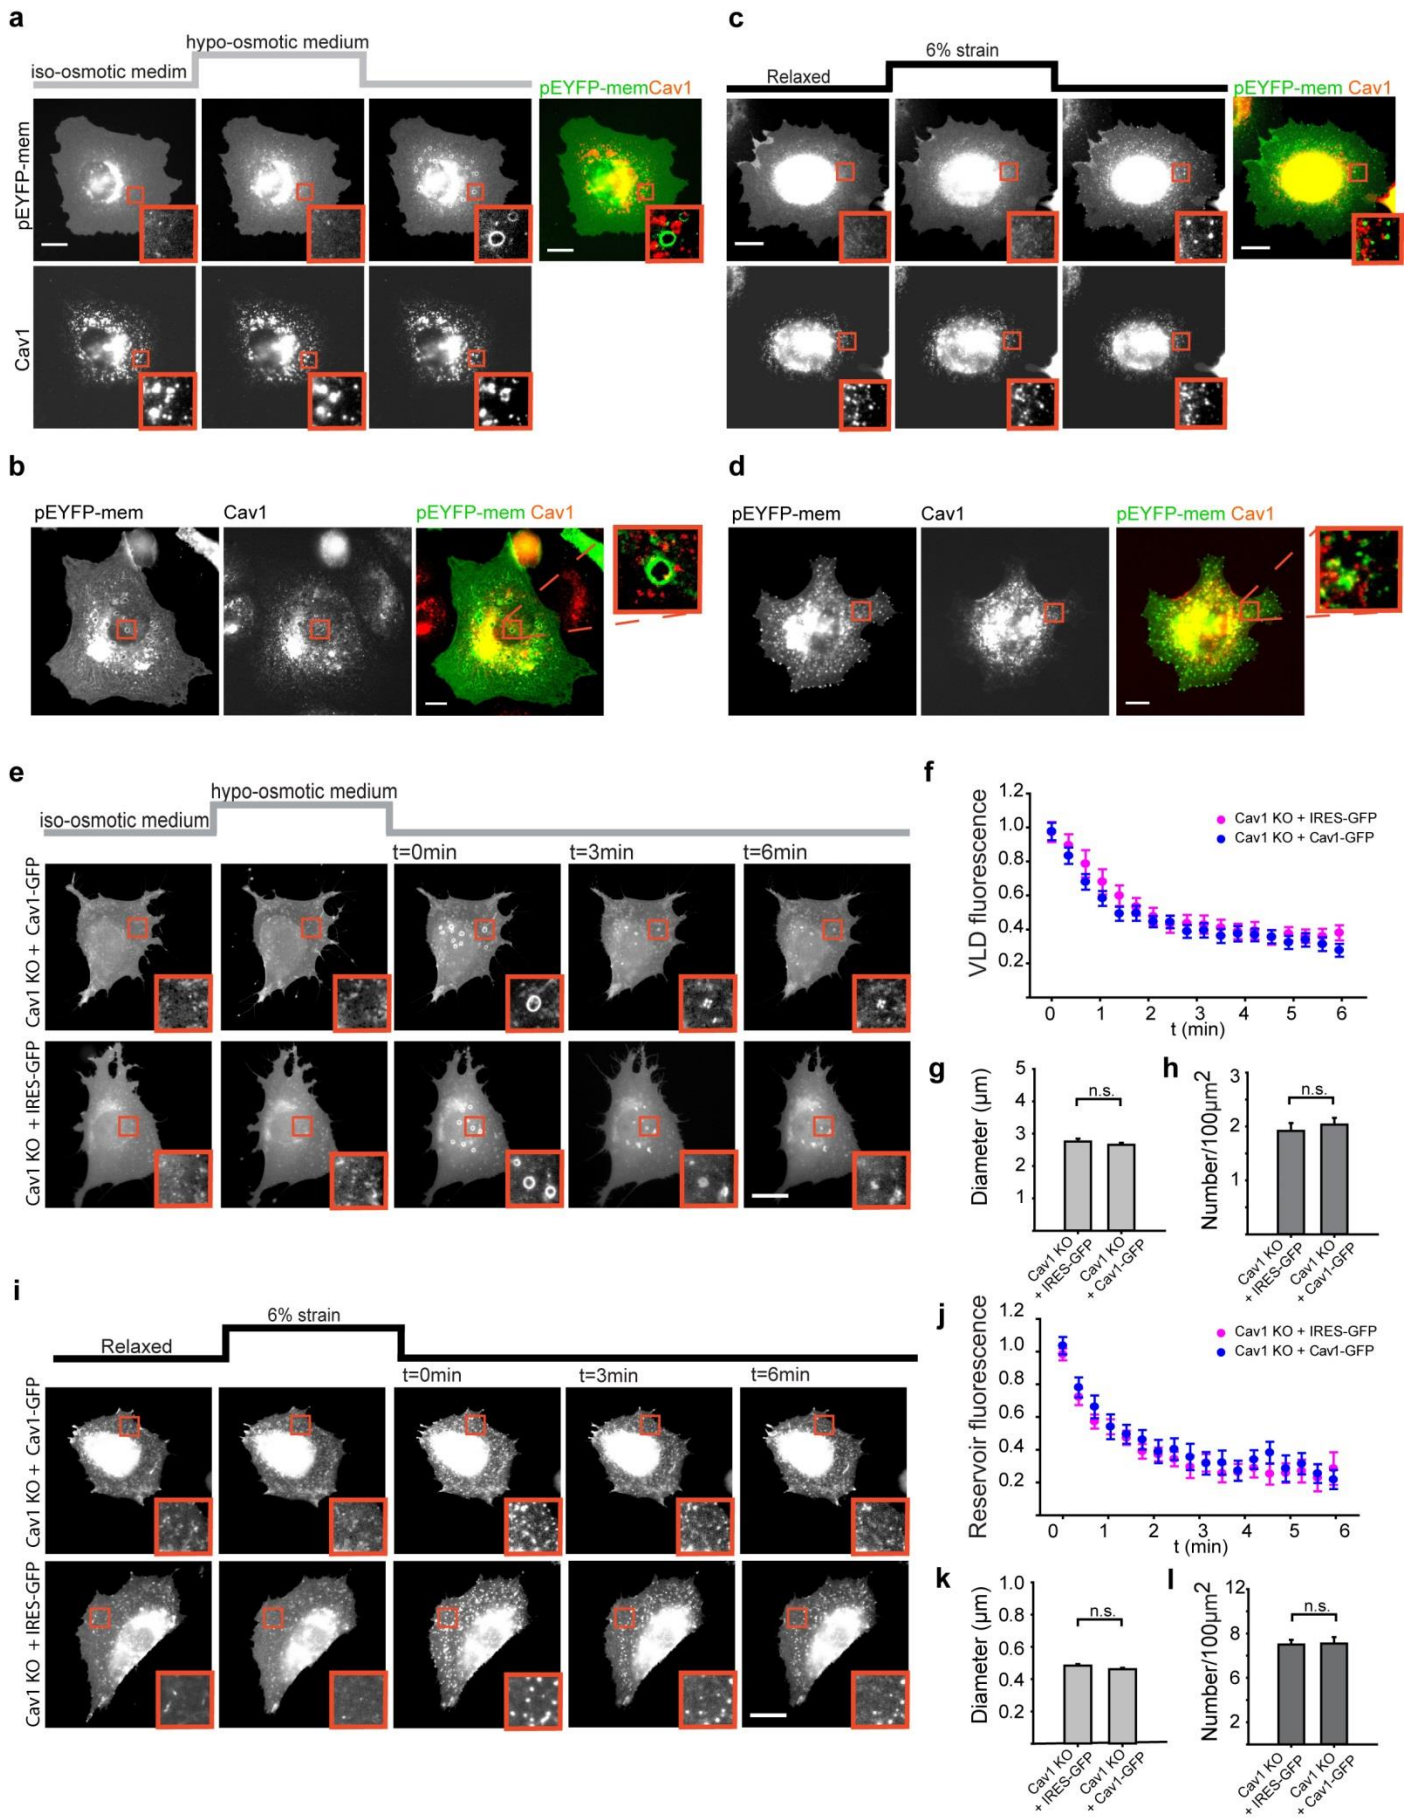 a
iso-osmotic medim
hypo-osmotic medium
pEYFP-memCav1
pEYFP-mem
Cav1
c
Relaxed
6% strain
pEYFP-mem Cav1
b
pEYFP-mem
Cav1
pEYFP-mem Cav1
d
pEYFP-mem
Cav1
pEYFP-mem Cav1
e
iso-osmotic medium
hypo-osmotic medium
t=0min
t=3min
t=6min
Cav1 KO + Cav1-GFP
Cav1 KO + IRES-GFP
f
VLD fluorescence
1.2
1.0
0.8
0.6
0.4
0.2
Cav1 KO + IRES-GFP
Cav1 KO + Cav1-GFP
0 1 2 3 4 5 6
t (min)
g
Diameter (µm)
5
4
3
2
1
n.s.
Cav1 KO
+ IRES-GFP
Cav1 KO
+ Cav1-GFP
h
Number/100µm²
3
2
1
n.s.
Cav1 KO
+ IRES-GFP
Cav1 KO
+ Cav1-GFP
i
Relaxed
6% strain
t=0min
t=3min
t=6min
Cav1 KO + Cav1-GFP
Cav1 KO + IRES-GFP
j
Reservoir fluorescence
1.2
1.0
0.8
0.6
0.4
0.2
Cav1 KO + IRES-GFP
Cav1 KO + Cav1-GFP
0 1 2 3 4 5 6
t (min)
k
Diameter (µm)
1.0
0.8
0.6
0.4
0.2
n.s.
Cav1 KO
+ IRES-GFP
Cav1 KO
+ Cav1-GFP
l
Number/100µm²
12
8
6
4
2
n.s.
Cav1 KO
+ IRES-GFP
Cav1 KO
+ Cav1-GFP